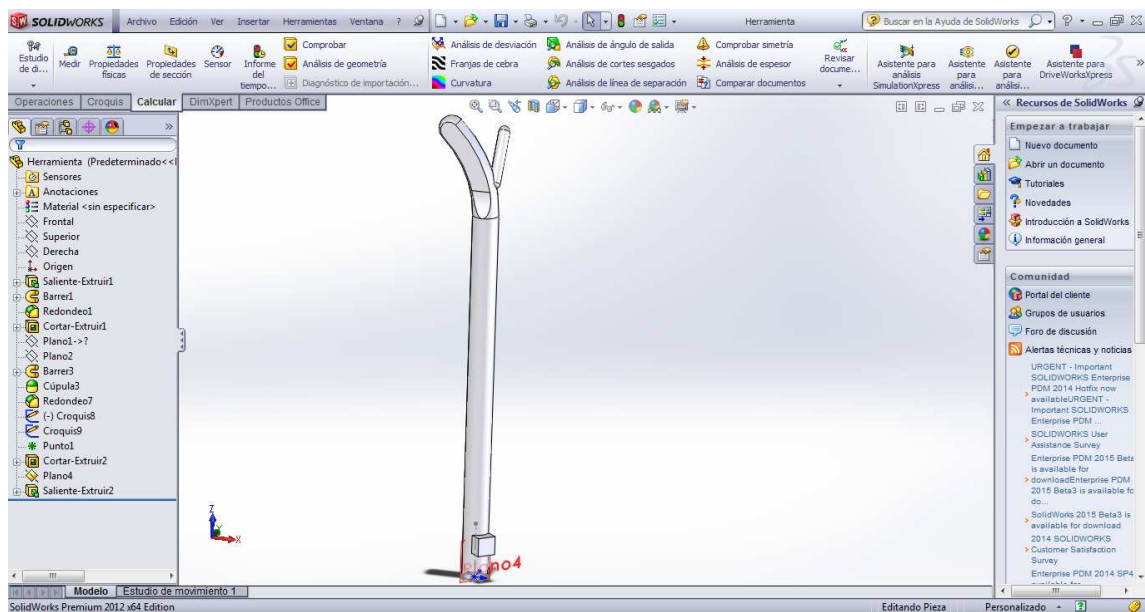 SOLIDWORKS Archivo Edición Ver Insertar Herramientas Ventana ? Herramienta Buscar en la Ayuda de SolidWorks
Estudio de di...
Medir
Propiedades físicas
Propiedades de sección
Sensor
Informe del tiempo...
Comprobar
Análisis de geometría
Diagnóstico de importación...
Análisis de desviación
Franjas de cebra
Curvatura
Análisis de ángulo de salida
Análisis de cortes sesgados
Análisis de línea de separación
Comprobar simetría
Análisis de espesor
Comparar documentos
Revisar docume...
Asistente para análisis SimulationXpress
Asistente para análisi...
Asistente para análisi...
Asistente para DriveWorksXpress
Operaciones Croquis Calcular DimXpert Productos Office
Herramienta (Predeterminado<<
Sensores
Anotaciones
Material <sin especificar>
Frontal
Superior
Derecha
Origen
Saliente-Extruir1
Barrer1
Redondeo1
Cortar-Extruir1
Plano1->?
Plano2
Barrer3
Cúpula3
Redondeo7
(-) Croquis8
Croquis9
Punto1
Cortar-Extruir2
Plano4
Saliente-Extruir2
Z
X
Plano4
Recursos de SolidWorks
Empezar a trabajar
Nuevo documento
Abrir un documento
Tutoriales
Novedades
Introducción a SolidWorks
Información general
Comunidad
Portal del cliente
Grupos de usuarios
Foro de discusión
Alertas técnicas y noticias
URGENT - Important
SOLIDWORKS Enterprise
PDM 2014 Hotfix now
availableURGENT -
Important SOLIDWORKS
Enterprise PDM ...
SOLIDWORKS User
Assistance Survey
Enterprise PDM 2015 Beta
is available for
downloadEnterprise PDM
2015 Beta3 is available fo
do...
SolidWorks 2015 Beta3 is
available for download
2014 SOLIDWORKS
Customer Satisfaction
Survey
Enterprise PDM 2014 SP4
Modelo Estudio de movimiento 1
SolidWorks Premium 2012 x64 Edition Editando Pieza Personalizado